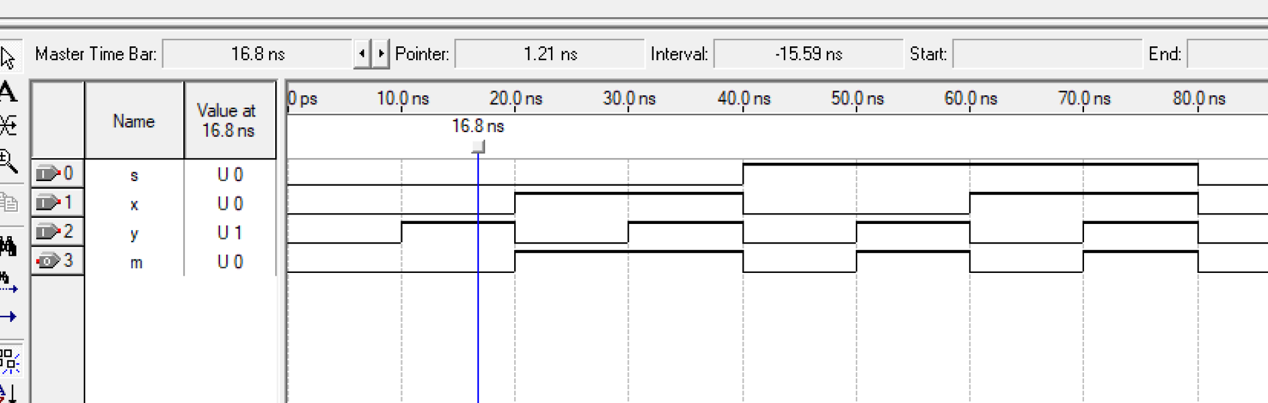 Master Time Bar: 16.8 ns Pointer: 1.21 ns Interval: -15.59 ns Start: End:
A
Name
Value at
16.8 ns
0 ps 10.0 ns 20.0 ns 30.0 ns 40.0 ns 50.0 ns 60.0 ns 70.0 ns 80.0 ns
16.8 ns
0 s U 0
1 x U 0
2 y U 1
3 m U 0